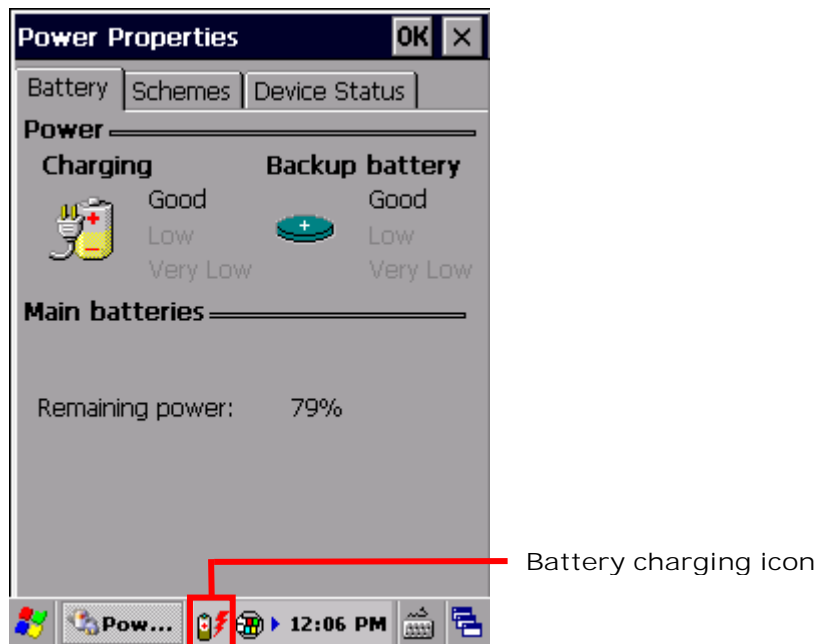 Power Properties OK ×
Battery Schemes Device Status
Power
Charging Backup battery
Good Good
Low Low
Very Low Very Low
Main batteries
Remaining power: 79%
Battery charging icon
Pow... 12:06 PM